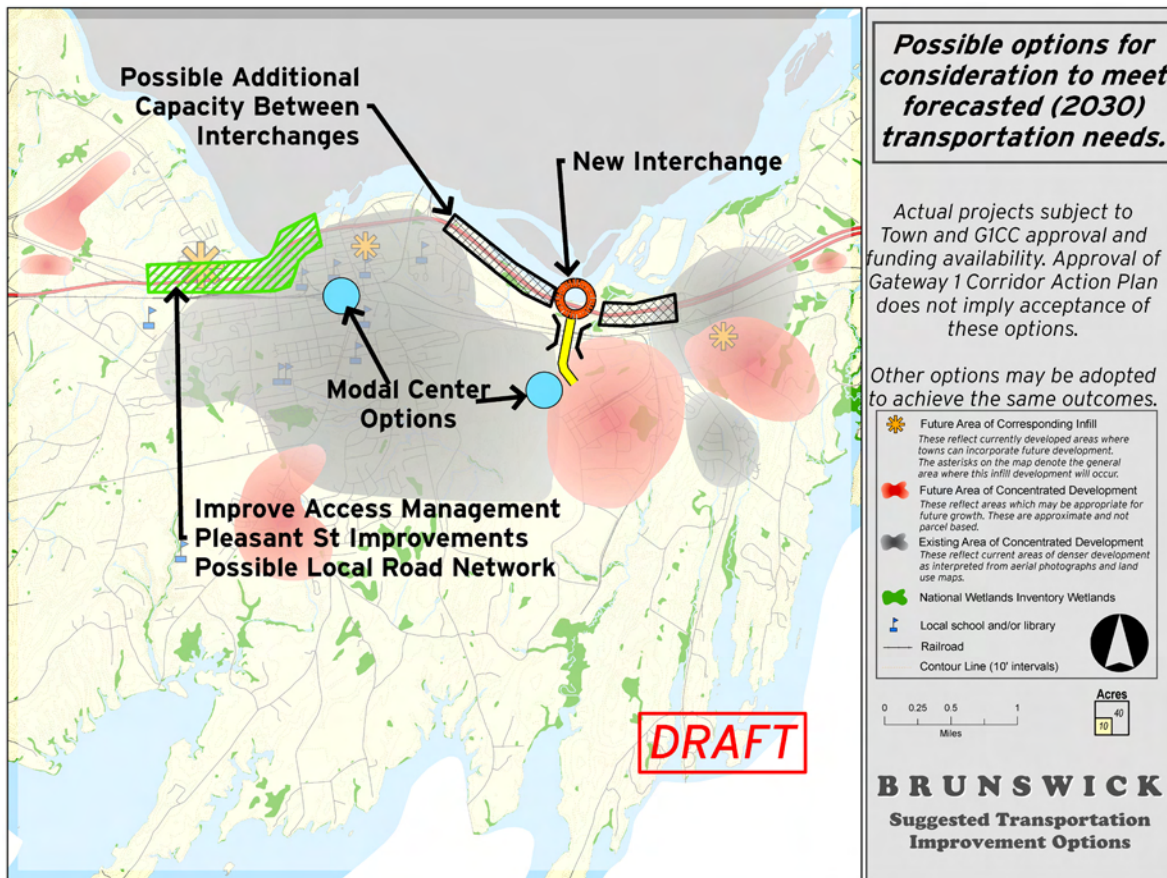 Possible Additional
Capacity Between
Interchanges
New Interchange
Modal Center
Options
Improve Access Management
Pleasant St Improvements
Possible Local Road Network
DRAFT
Possible options for
consideration to meet
forecasted (2030)
transportation needs.
Actual projects subject to
Town and G1CC approval and
funding availability. Approval of
Gateway 1 Corridor Action Plan
does not imply acceptance of
these options.
Other options may be adopted
to achieve the same outcomes.
Future Area of Corresponding Infill
These reflect currently developed areas where
towns can incorporate future development.
The asterisks on the map denote the general
area where this infill development will occur.
Future Area of Concentrated Development
These reflect areas which may be appropriate for
future growth. These are approximate and not
parcel based.
Existing Area of Concentrated Development
These reflect current areas of denser development
as interpreted from aerial photographs and land
use maps.
National Wetlands Inventory Wetlands
Local school and/or library
Railroad
Contour Line (10' intervals)
0 0.25 0.5 1
Miles
Acres
40
10
BRUNSWICK
Suggested Transportation
Improvement Options